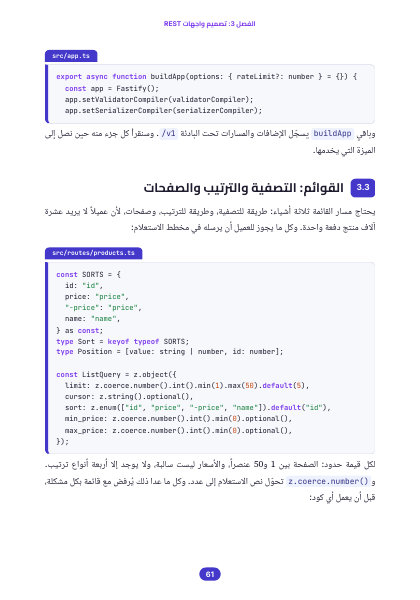 الفصل 3: تصميم واجهات REST
src/app.ts
export async function buildApp(options: { rateLimit?: number } = {}) {
  const app = Fastify();
  app.setValidatorCompiler(validatorCompiler);
  app.setSerializerCompiler(serializerCompiler);
وباقي buildApp يسجّل الإضافات والمسارات تحت البادئة /v1. وسنقرأ كل جزء منه حين نصل إلى
الميزة التي يخدمها.
3.3 القوائم: التصفية والترتيب والصفحات
يحتاج مسار القائمة ثلاثة أشياء: طريقة للتصفية، وطريقة للترتيب، وصفحات، لأن عميلاً لا يريد عشرة
آلاف منتج دفعة واحدة. وكل ما يجوز للعميل أن يرسله في مخطط الاستعلام:
src/routes/products.ts
const SORTS = {
  id: "id",
  price: "price",
  "-price": "price",
  name: "name",
} as const;
type Sort = keyof typeof SORTS;
type Position = [value: string | number, id: number];
const ListQuery = z.object({
  limit: z.coerce.number().int().min(1).max(50).default(5),
  cursor: z.string().optional(),
  sort: z.enum(["id", "price", "-price", "name"]).default("id"),
  min_price: z.coerce.number().int().min(0).optional(),
  max_price: z.coerce.number().int().min(0).optional(),
});
لكل قيمة حدود: الصفحة بين 1 و50 عنصراً، والأسعار ليست سالبة، ولا يوجد إلا أربعة أنواع ترتيب.
و z.coerce.number() تحوّل نص الاستعلام إلى عدد. وكل ما عدا ذلك يُرفض مع قائمة بكل مشكلة،
قبل أن يعمل أي كود:
61